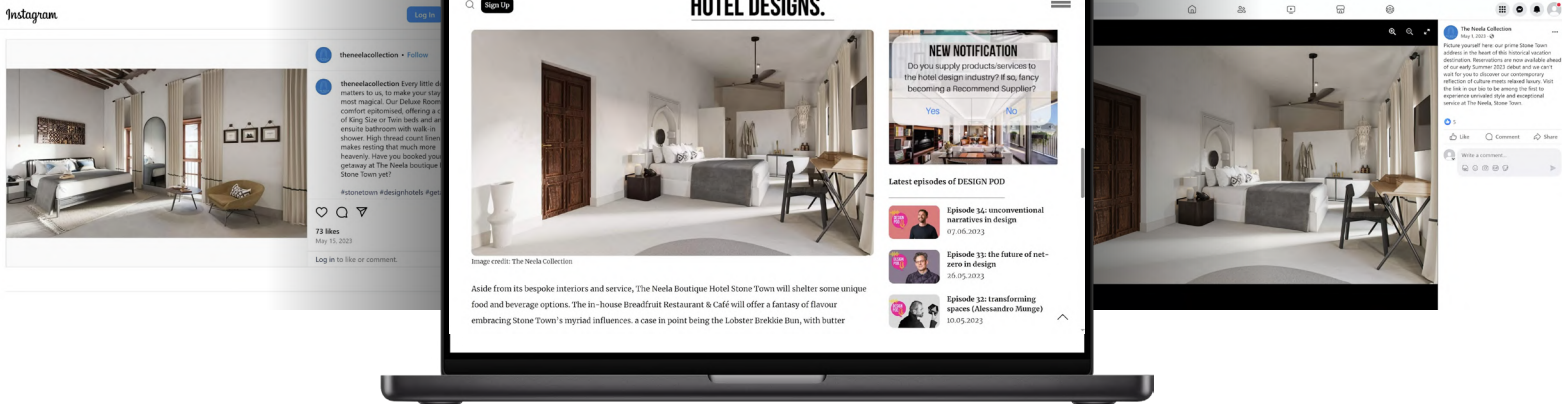 Instagram
Log In
theneelacollection • Follow
theneelacollection Every little d
matters to us, to make your stay
most magical. Our Deluxe Room
comfort epitomised, offering a c
of King Size or Twin beds and an
ensuite bathroom with walk-in
shower. High thread count linen
makes resting that much more
heavenly. Have you booked your
getaway at The Neela boutique
Stone Town yet?
#stonetown #designhotels #get
73 likes
May 15, 2023
Log in to like or comment.
Sign Up
HOTEL DESIGNS.
Image credit: The Neela Collection
Aside from its bespoke interiors and service, The Neela Boutique Hotel Stone Town will shelter some unique
food and beverage options. The in-house Breadfruit Restaurant & Café will offer a fantasy of flavour
embracing Stone Town's myriad influences. a case in point being the Lobster Brekkie Bun, with butter
NEW NOTIFICATION
Do you supply products/services to
the hotel design industry? If so, fancy
becoming a Recommend Supplier?
Yes
No
Latest episodes of DESIGN POD
Episode 34: unconventional
narratives in design
07.06.2023
Episode 33: the future of net-
zero in design
26.05.2023
Episode 32: transforming
spaces (Alessandro Munge)
10.05.2023
The Neela Collection
May 1, 2023
Picture yourself here: our prime Stone Town
address in the heart of this historical vacation
destination. Reservations are now available ahead
of our early Summer 2023 debut and we can't
wait for you to discover our contemporary
reflection of culture meets relaxed luxury. Visit
the link in our bio to be among the first to
experience unrivaled style and exceptional
service at The Neela, Stone Town.
5
Like
Comment
Share
Write a comment...